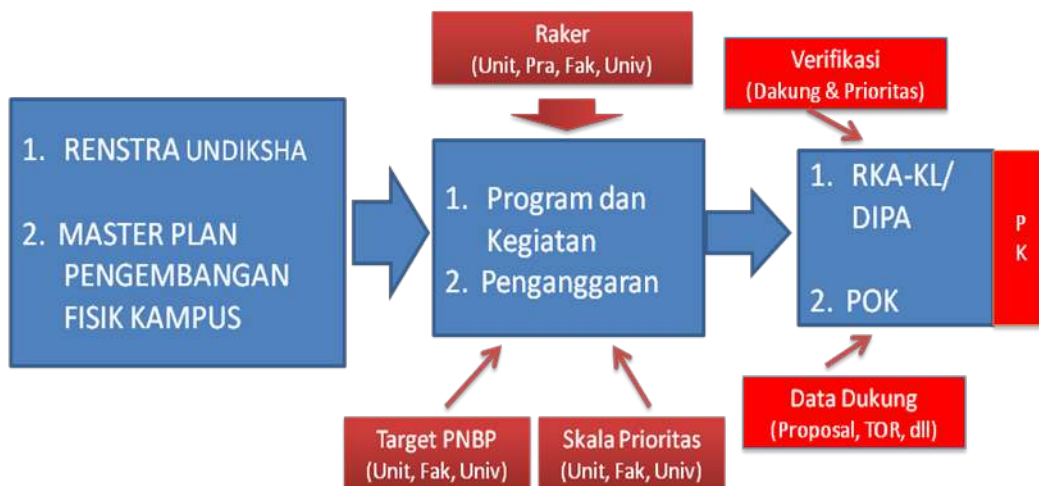 Raker
(Unit, Pra, Fak, Univ)
Verifikasi
(Dakung & Prioritas)
1. RENSTRA UNDIKSHA
2. MASTER PLAN
PENGEMBANGAN
FISIK KAMPUS
1. Program dan
Kegiatan
2. Penganggaran
1. RKA-KL/
DIPA
2. POK
P
K
Target PNBP
(Unit, Fak, Univ)
Skala Prioritas
(Unit, Fak, Univ)
Data Dukung
(Proposal, TOR, dll)